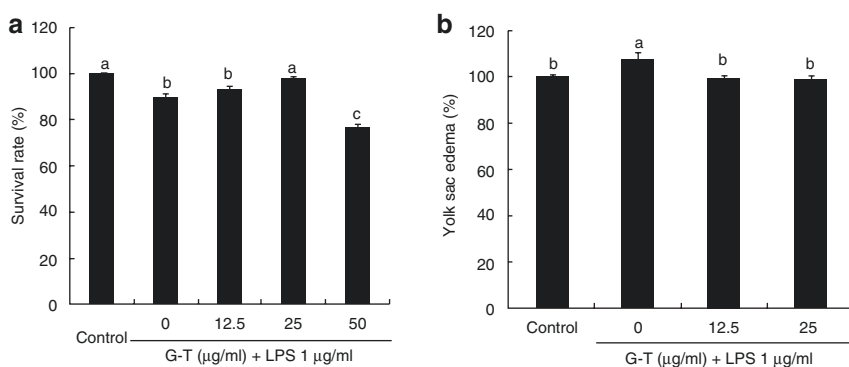 a
120
100
80
60
40
20
0
Survival rate (%)
a
b
b
a
c
Control
0 12.5 25 50
G-T (μg/ml) + LPS 1 μg/ml
b
120
100
80
60
40
20
0
Yolk sac edema (%)
b
a
b
b
Control
0 12.5 25
G-T (μg/ml) + LPS 1 μg/ml